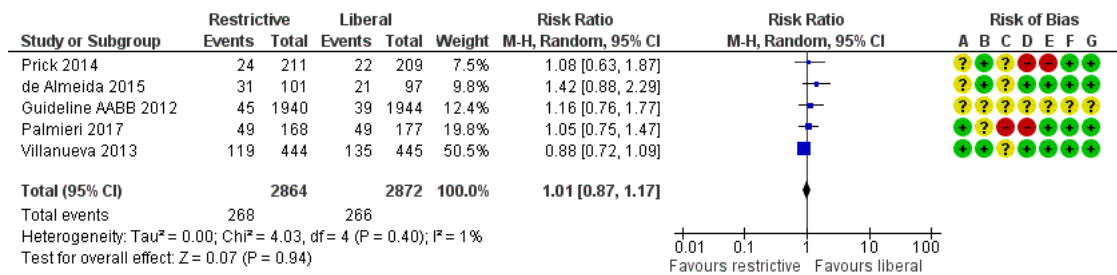 Restrictive Liberal Risk Ratio Risk Ratio Risk of Bias
Study or Subgroup Events Total Events Total Weight M-H, Random, 95% CI M-H, Random, 95% CI A B C D E F G
Prick 2014 24 211 22 209 7.5% 1.08 [0.63, 1.87] ? + ? - - + +
de Almeida 2015 31 101 21 97 9.8% 1.42 [0.88, 2.29] ? + ? + + + +
Guideline AABB 2012 45 1940 39 1944 12.4% 1.16 [0.76, 1.77] ? ? ? ? ? ? ?
Palmieri 2017 49 168 49 177 19.8% 1.05 [0.75, 1.47] + ? - - + + +
Villanueva 2013 119 444 135 445 50.5% 0.88 [0.72, 1.09] + + ? + + + +
Total (95% CI) 2864 2872 100.0% 1.01 [0.87, 1.17]
Total events 268 266
Heterogeneity: Tau² = 0.00; Chi² = 4.03, df = 4 (P = 0.40); I² = 1%
Test for overall effect: Z = 0.07 (P = 0.94)
0.01 0.1 1 10 100
Favours restrictive Favours liberal